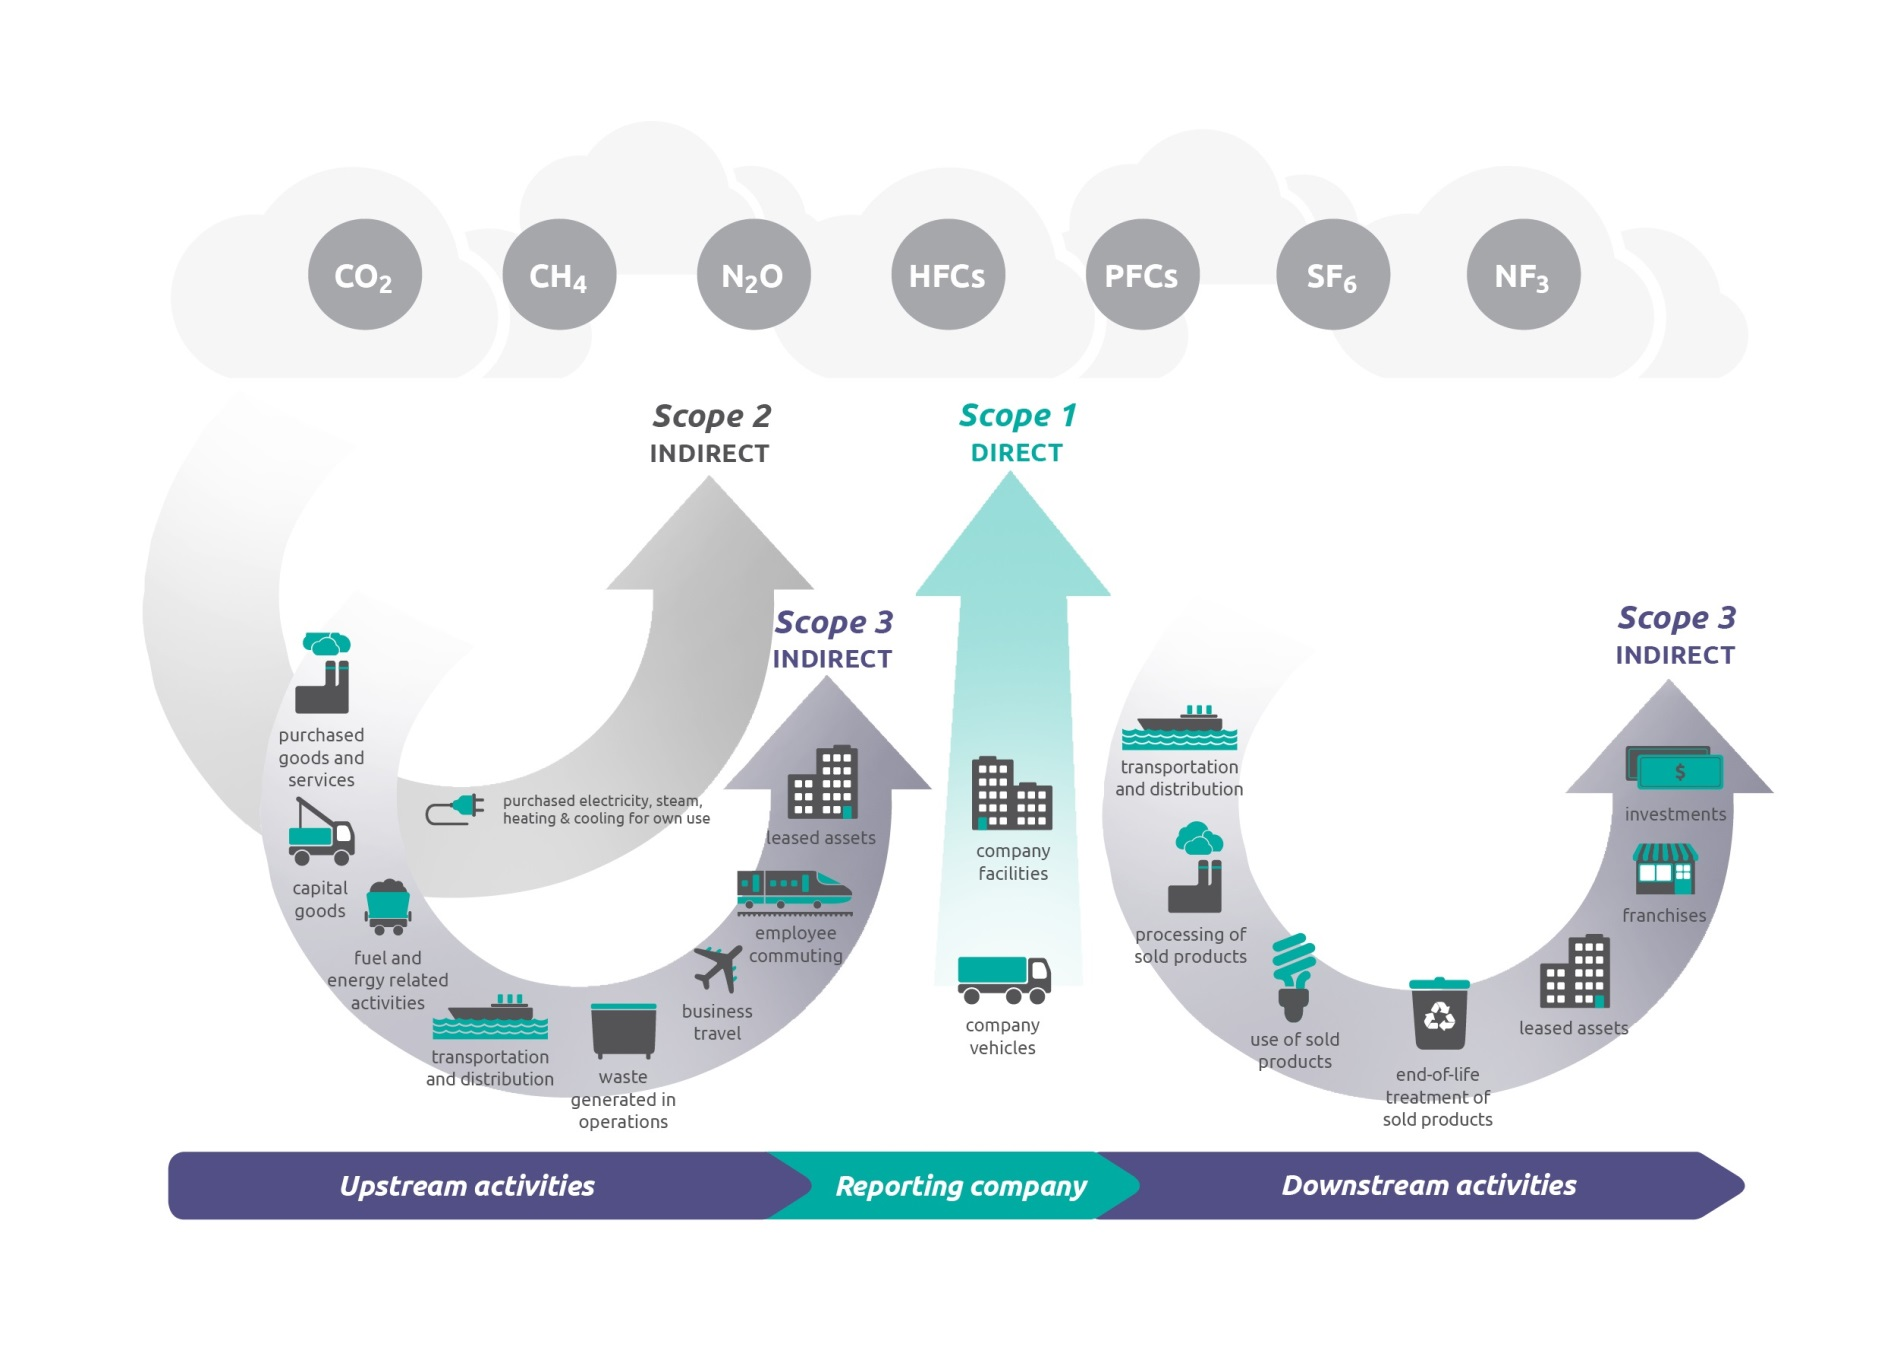 CO₂
CH₄
N₂O
HFCs
PFCs
SF₆
NF₃
Scope 2
INDIRECT
Scope 1
DIRECT
Scope 3
INDIRECT
Scope 3
INDIRECT
purchased
goods and
services
capital
goods
fuel and
energy related
activities
transportation
and distribution
waste
generated in
operations
business
travel
employee
commuting
leased assets
purchased electricity, steam,
heating & cooling for own use
company
facilities
company
vehicles
transportation
and distribution
processing of
sold products
use of sold
products
end-of-life
treatment of
sold products
leased assets
franchises
$
investments
Upstream activities
Reporting company
Downstream activities